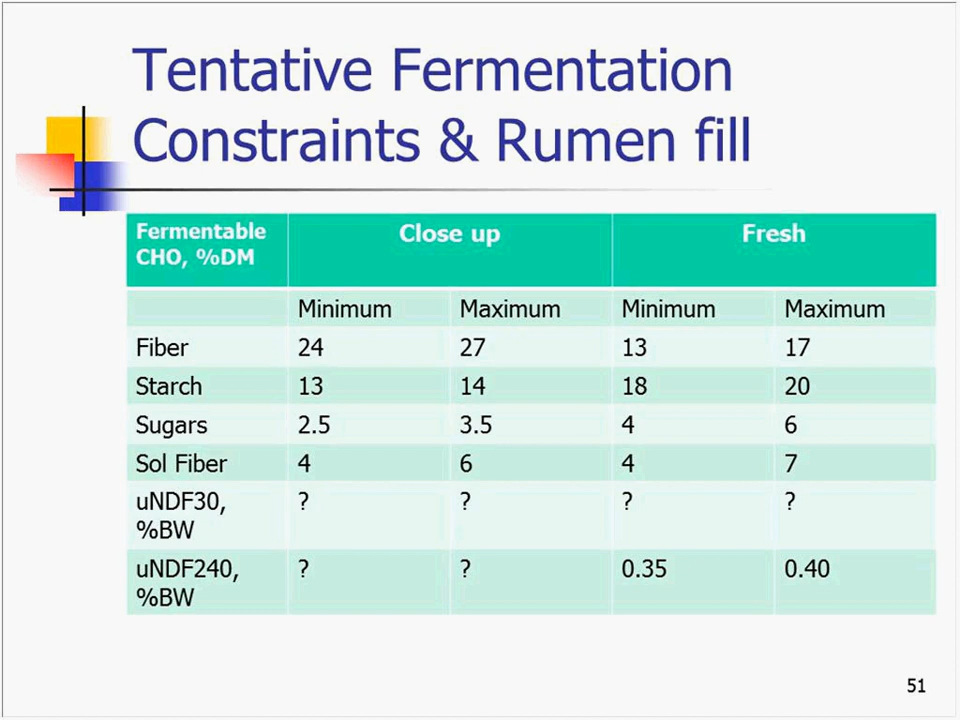 Tentative Fermentation
Constraints & Rumen fill
Fermentable
CHO, %DM
Close up
Fresh
Minimum Maximum Minimum Maximum
Fiber 24 27 13 17
Starch 13 14 18 20
Sugars 2.5 3.5 4 6
Sol Fiber 4 6 4 7
uNDF30,
%BW
? ? ? ?
uNDF240,
%BW
? ? 0.35 0.40
51